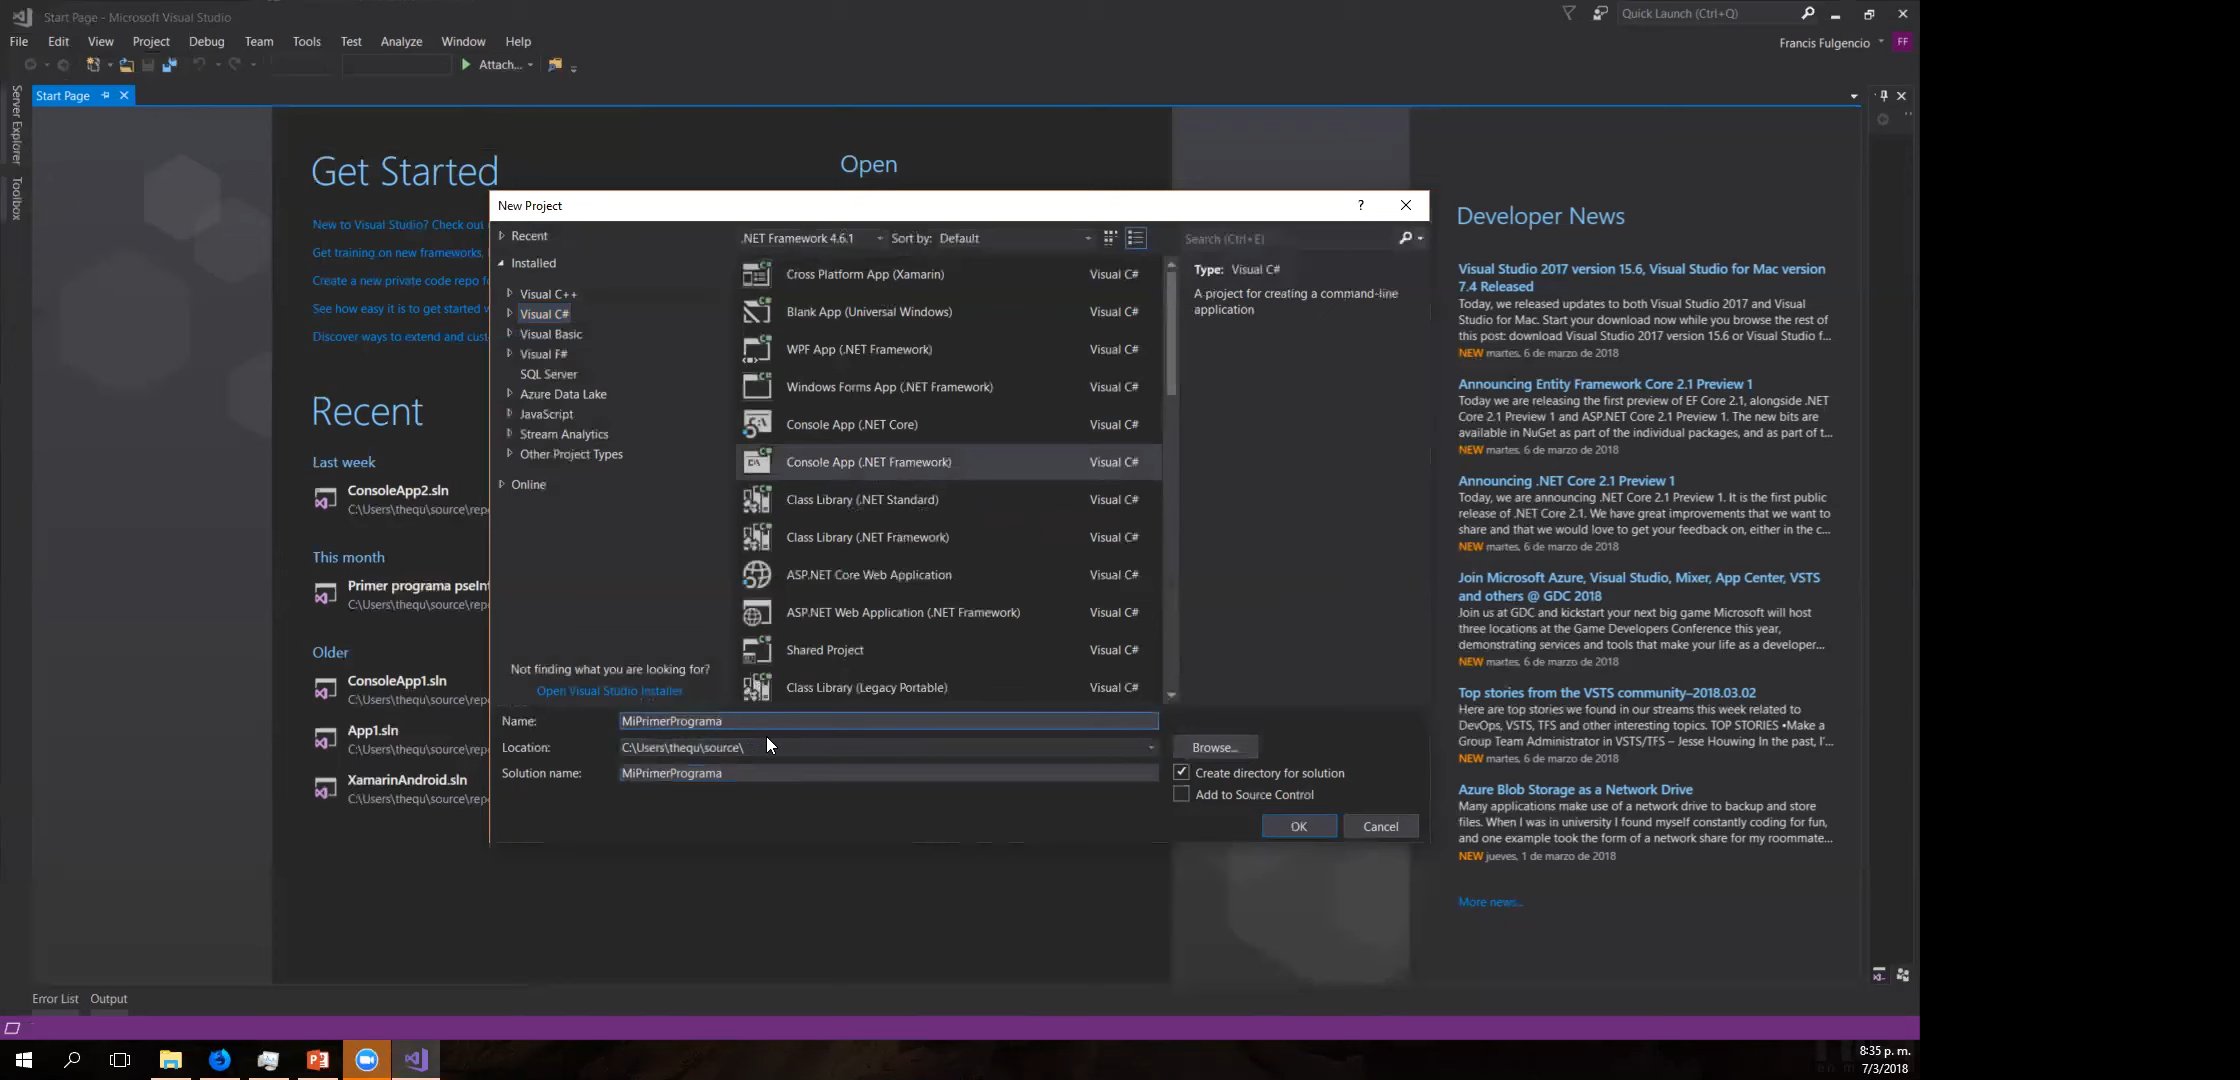 Start Page - Microsoft Visual Studio
Quick Launch (Ctrl+Q)
File Edit View Project Debug Team Tools Test Analyze Window Help
Francis Fulgencio FF
Attach...
Server Explorer
Toolbox
Start Page
Get Started
New to Visual Studio? Check out
Get training on new frameworks,
Create a new private code repo
See how easy it is to get started
Discover ways to extend and
Recent
Last week
ConsoleApp2.sln
C:\Users\thequ\source\rep
This month
Primer programa pseInt
C:\Users\thequ\source\rep
Older
ConsoleApp1.sln
C:\Users\thequ\source\rep
App1.sln
C:\Users\thequ\source\rep
XamarinAndroid.sln
C:\Users\thequ\source\rep
Open
New Project
?
Recent
Installed
Visual C++
Visual C#
Visual Basic
Visual F#
SQL Server
Azure Data Lake
JavaScript
Stream Analytics
Other Project Types
Online
Not finding what you are looking for?
Open Visual Studio Installer
.NET Framework 4.6.1 Sort by: Default
Search (Ctrl+E)
Cross Platform App (Xamarin) Visual C#
Blank App (Universal Windows) Visual C#
WPF App (.NET Framework) Visual C#
Windows Forms App (.NET Framework) Visual C#
Console App (.NET Core) Visual C#
Console App (.NET Framework) Visual C#
Class Library (.NET Standard) Visual C#
Class Library (.NET Framework) Visual C#
ASP.NET Core Web Application Visual C#
ASP.NET Web Application (.NET Framework) Visual C#
Shared Project Visual C#
Class Library (Legacy Portable) Visual C#
Type: Visual C#
A project for creating a command-line
application
Name: MiPrimerPrograma
Location: C:\Users\thequ\source\
Browse...
Solution name: MiPrimerPrograma
Create directory for solution
Add to Source Control
OK Cancel
Developer News
Visual Studio 2017 version 15.6, Visual Studio for Mac version
7.4 Released
Today, we released updates to both Visual Studio 2017 and Visual
Studio for Mac. Start your download now while you browse the rest of
this post: download Visual Studio 2017 version 15.6 or Visual Studio f...
NEW martes, 6 de marzo de 2018
Announcing Entity Framework Core 2.1 Preview 1
Today we are releasing the first preview of EF Core 2.1, alongside .NET
Core 2.1 Preview 1 and ASP.NET Core 2.1 Preview 1. The new bits are
available in NuGet as part of the individual packages, and as part of t...
NEW martes, 6 de marzo de 2018
Announcing .NET Core 2.1 Preview 1
Today, we are announcing .NET Core 2.1 Preview 1. It is the first public
release of .NET Core 2.1. We have great improvements that we want to
share and that we would love to get your feedback on, either in the c...
NEW martes, 6 de marzo de 2018
Join Microsoft Azure, Visual Studio, Mixer, App Center, VSTS
and others @ GDC 2018
Join us at GDC and kickstart your next big game Microsoft will host
three locations at the Game Developers Conference this year,
demonstrating services and tools that make your life as a developer...
NEW martes, 6 de marzo de 2018
Top stories from the VSTS community–2018.03.02
Here are top stories we found in our streams this week related to
DevOps, VSTS, TFS and other interesting topics. TOP STORIES •Make a
Group Team Administrator in VSTS/TFS – Jesse Houwing In the past, I'...
NEW martes, 6 de marzo de 2018
Azure Blob Storage as a Network Drive
Many applications make use of a network drive to backup and store
files. When I was in university I found myself constantly coding for fun,
and one example took the form of a network share for my roommate...
NEW jueves, 1 de marzo de 2018
More news...
Error List Output
8:35 p. m.
7/3/2018